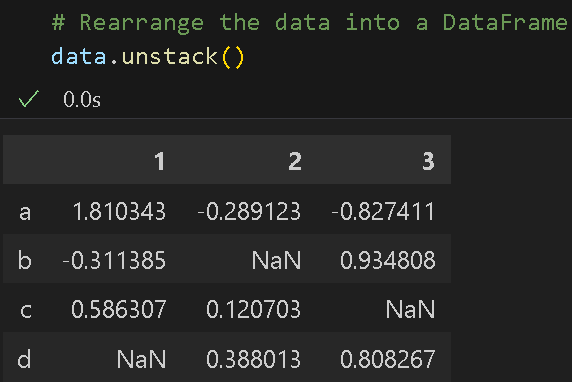 # Rearrange the data into a DataFrame
data.unstack()
0.0s
1 2 3
a 1.810343 -0.289123 -0.827411
b -0.311385 NaN 0.934808
c 0.586307 0.120703 NaN
d NaN 0.388013 0.808267